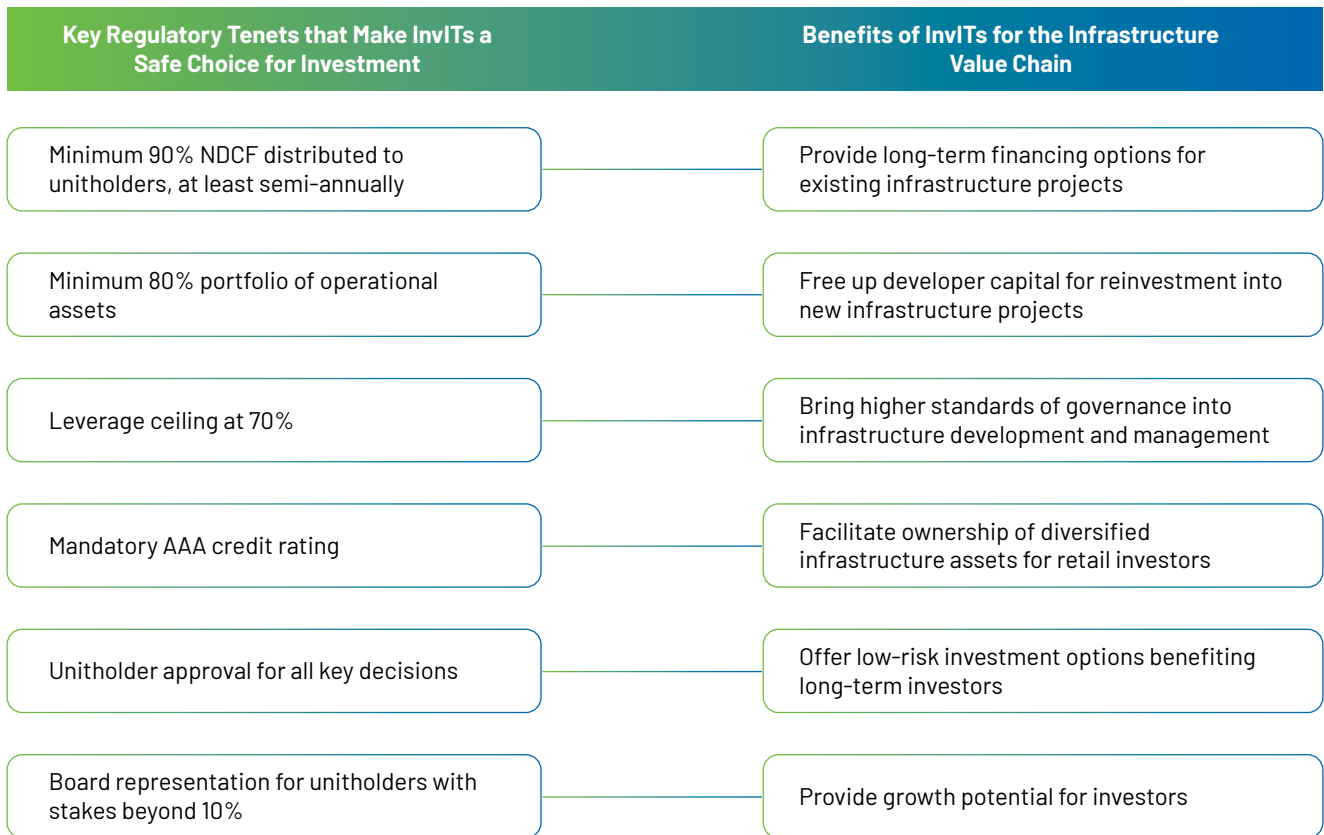 Key Regulatory Tenets that Make InvITs a
Safe Choice for Investment
Benefits of InvITs for the Infrastructure
Value Chain
Minimum 90% NDCF distributed to
unitholders, at least semi-annually
Provide long-term financing options for
existing infrastructure projects
Minimum 80% portfolio of operational
assets
Free up developer capital for reinvestment into
new infrastructure projects
Leverage ceiling at 70%
Bring higher standards of governance into
infrastructure development and management
Mandatory AAA credit rating
Facilitate ownership of diversified
infrastructure assets for retail investors
Unitholder approval for all key decisions
Offer low-risk investment options benefiting
long-term investors
Board representation for unitholders with
stakes beyond 10%
Provide growth potential for investors